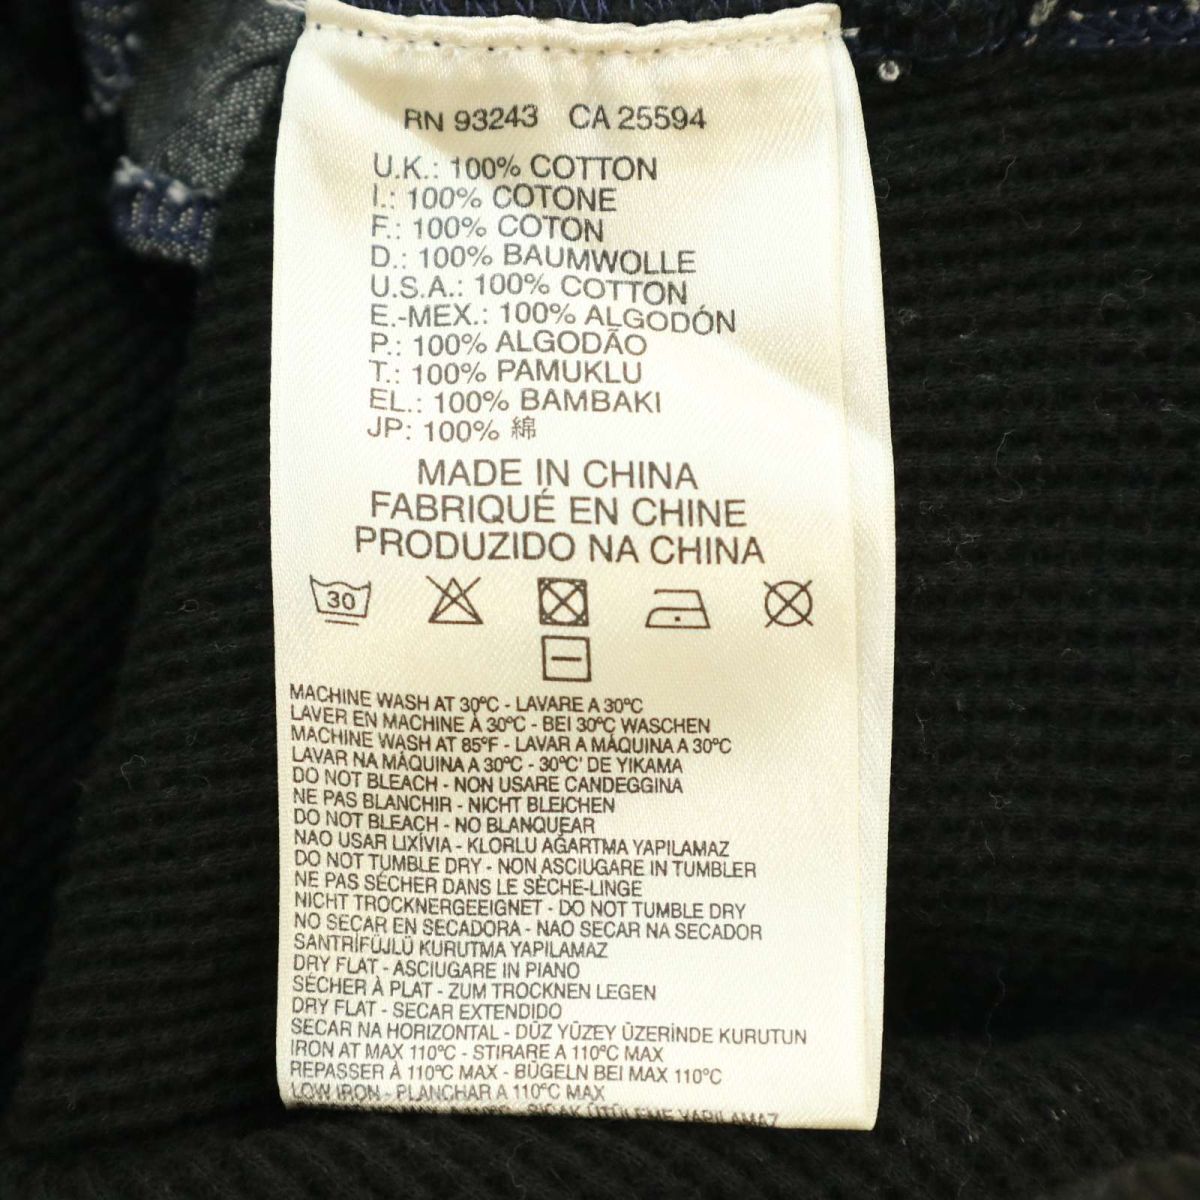 RN 93243 CA 25594
U.K.: 100% COTTON
I.: 100% COTONE
F.: 100% COTON
D.: 100% BAUMWOLLE
U.S.A.: 100% COTTON
E.-MEX.: 100% ALGODÓN
P.: 100% ALGODÃO
T.: 100% PAMUKLU
EL.: 100% BAMBAKI
JP: 100% 綿
MADE IN CHINA
FABRIQUÉ EN CHINE
PRODUZIDO NA CHINA
30
MACHINE WASH AT 30°C - LAVARE A 30°C
LAVER EN MACHINE À 30°C - BEI 30°C WASCHEN
MACHINE WASH AT 85°F - LAVAR A MÁQUINA A 30°C
LAVAR NA MÁQUINA A 30°C - 30°C' DE YIKAMA
DO NOT BLEACH - NON USARE CANDEGGINA
NE PAS BLANCHIR - NICHT BLEICHEN
DO NOT BLEACH - NO BLANQUEAR
NAO USAR LIXÍVIA - KLORLU AĞARTMA YAPILAMAZ
DO NOT TUMBLE DRY - NON ASCIUGARE IN TUMBLER
NE PAS SÉCHER DANS LE SÈCHE-LINGE
NICHT TROCKNERGEEIGNET - DO NOT TUMBLE DRY
NO SECAR EN SECADORA - NAO SECAR NA SECADOR
SANTRİFÜJLÜ KURUTMA YAPILAMAZ
DRY FLAT - ASCIUGARE IN PIANO
SÉCHER À PLAT - ZUM TROCKNEN LEGEN
DRY FLAT - SECAR EXTENDIDO
SECAR NA HORIZONTAL - DÜZ YÜZEY ÜZERİNDE KURUTUN
IRON AT MAX 110°C - STIRARE A 110°C MAX
REPASSER À 110°C MAX - BÜGELN BEI MAX 110°C
LOW IRON - PLANCHAR A 110°C MAX
SICAK ÜTÜLEME YAPILAMAZ